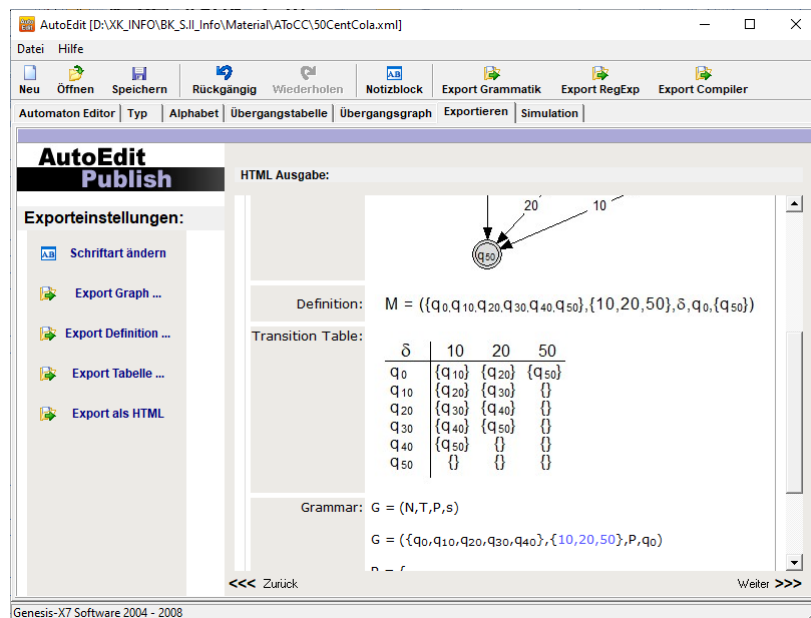 AutoEdit [D:\XK_INFO\BK_S.II_Info\Material\AToCC\50CentCola.xml]
Datei Hilfe
Neu Öffnen Speichern Rückgängig Wiederholen Notizblock Export Grammatik Export RegExp Export Compiler
Automaton Editor Typ Alphabet Übergangstabelle Übergangsgraph Exportieren Simulation
AutoEdit
Publish
HTML Ausgabe:
Exporteinstellungen:
AB Schriftart ändern
Export Graph ...
Export Definition ...
Export Tabelle ...
Export als HTML
20 10
q50
Definition: M = ({q0,q10,q20,q30,q40,q50},{10,20,50},δ,q0,{q50})
Transition Table:
δ 10 20 50
q0 {q10} {q20} {q50}
q10 {q20} {q30} {}
q20 {q30} {q40} {}
q30 {q40} {q50} {}
q40 {q50} {} {}
q50 {} {} {}
Grammar: G = (N,T,P,s)
G = ({q0,q10,q20,q30,q40},{10,20,50},P,q0)
<<< Zurück Weiter >>>
Genesis-X7 Software 2004 - 2008